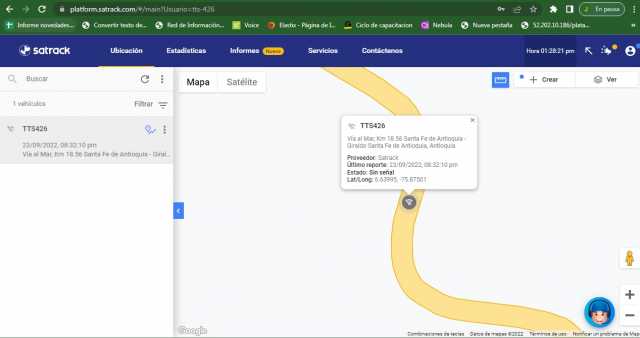 platform.satrack.com/#/main?Usuario=tts-426
En pausa
Informe novedades...
Convertir texto de...
Red de Información...
Voice
Elastix - Página de I...
Ciclo de capacitacion
Nebula
Nueva pestaña
52.202.10.186/plata...
satrack
Ubicación
Estadísticas
Informes Nuevo
Servicios
Contáctenos
Hora 01:28:21 pm
Buscar
Mapa
Satélite
Crear
Ver
1 vehículos
Filtrar
TTS426
23/09/2022, 08:32:10 pm
Vía al Mar, Km 18.56 Santa Fe de Antioquia - Giral...
TTS426
Vía al Mar, Km 18.56 Santa Fe de Antioquia -
Giraldo Santa Fe de Antioquia, Antioquia
Proveedor: Satrack
Último reporte: 23/09/2022, 08:32:10 pm
Estado: Sin señal
Lat/Long: 6.63995, -75.87501
Google
Combinaciones de teclas
Datos de mapas ©2022
Términos de uso
Notificar un problema de Maps